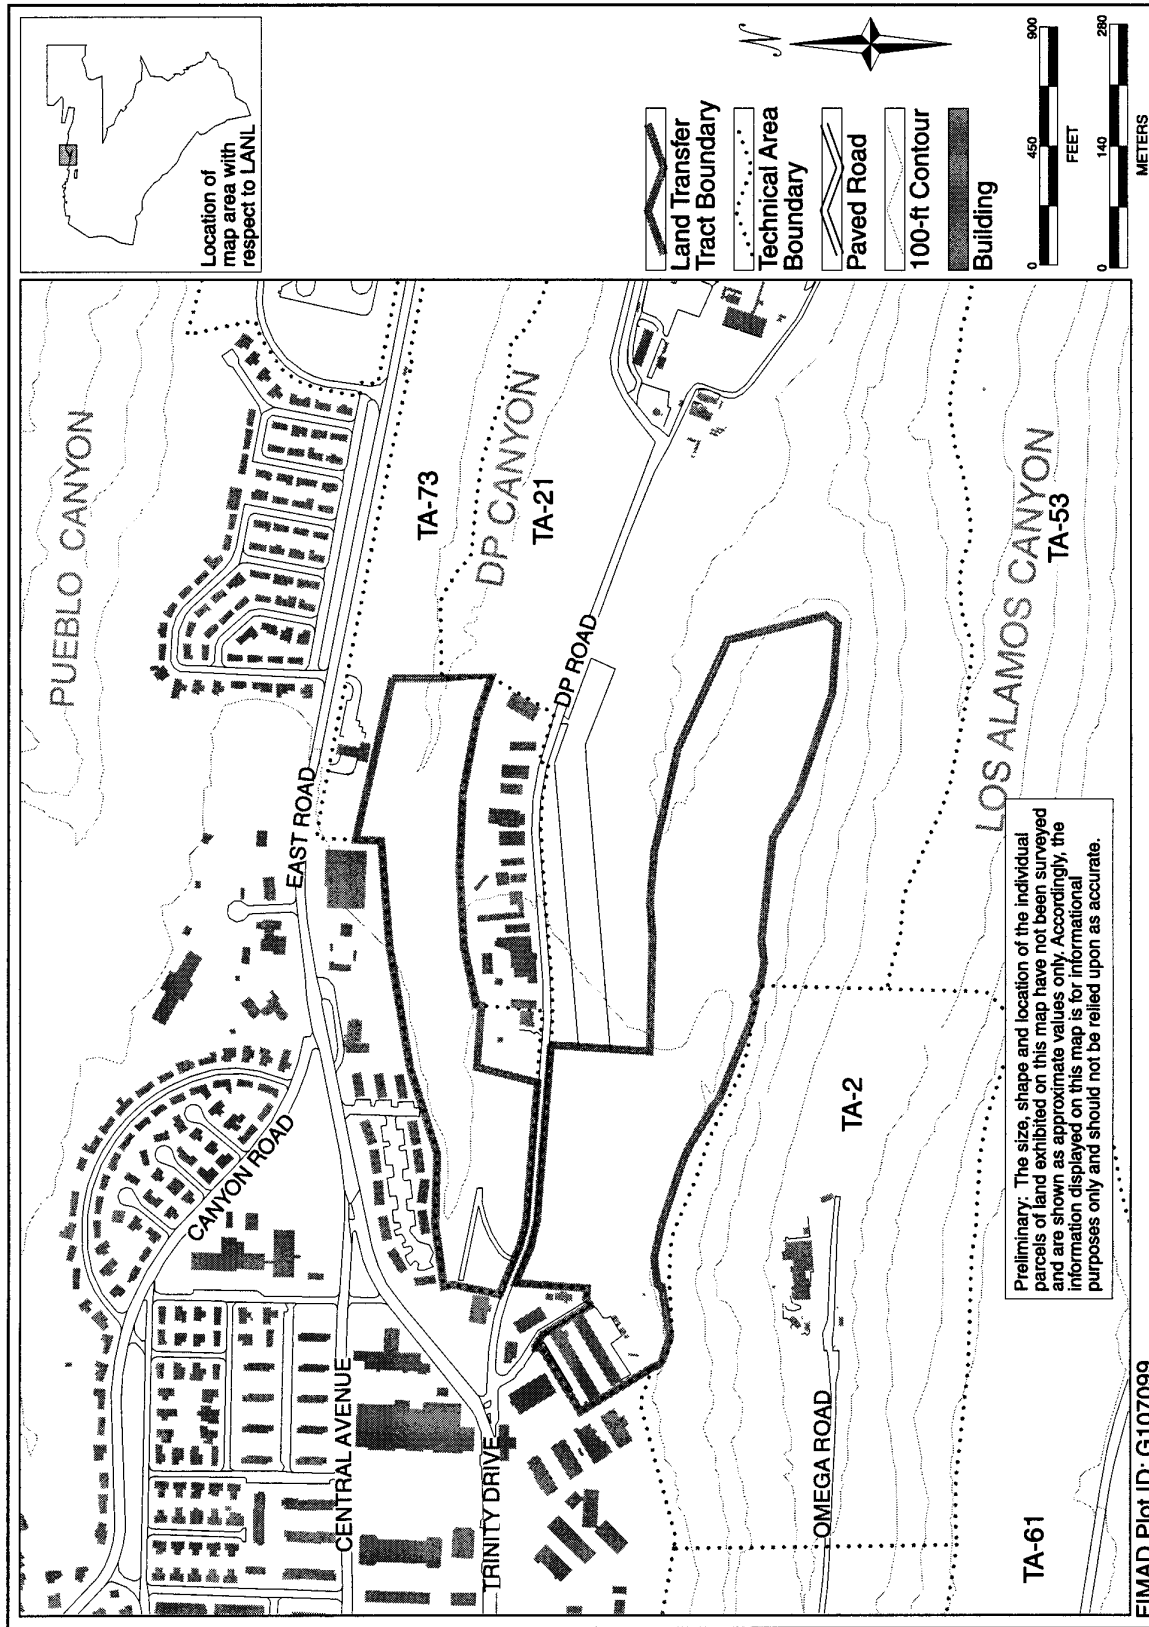 Location of
map area with
respect to LANL
N
Land Transfer
Tract Boundary
Technical Area
Boundary
Paved Road
100-ft Contour
Building
0 450 900
FEET
0 140 280
METERS
PUEBLO CANYON
EAST ROAD
CANYON ROAD
CENTRAL AVENUE
TRINITY DRIVE
TA-73
DP CANYON
TA-21
DP ROAD
TA-2
OMEGA ROAD
LOS ALAMOS CANYON
TA-53
TA-61
Preliminary: The size, shape and location of the individual
parcels of land exhibited on this map have not been surveyed
and are shown as approximate values only. Accordingly, the
information displayed on this map is for informational
purposes only and should not be relied upon as accurate.
FIMAD Plot ID: G107099